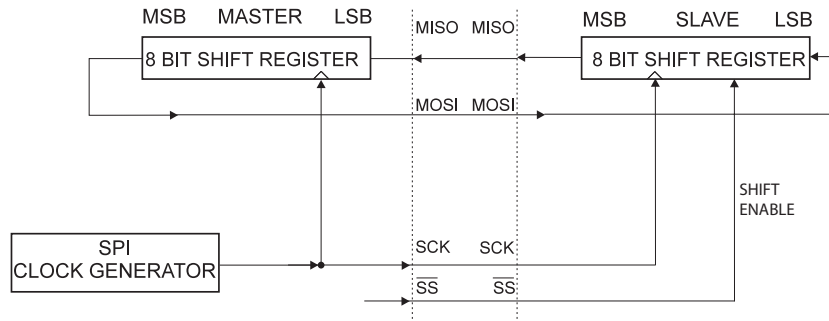 MSB MASTER LSB
MISO MISO
MSB SLAVE LSB
8 BIT SHIFT REGISTER
8 BIT SHIFT REGISTER
MOSI MOSI
SHIFT
ENABLE
SPI
CLOCK GENERATOR
SCK SCK
SS SS